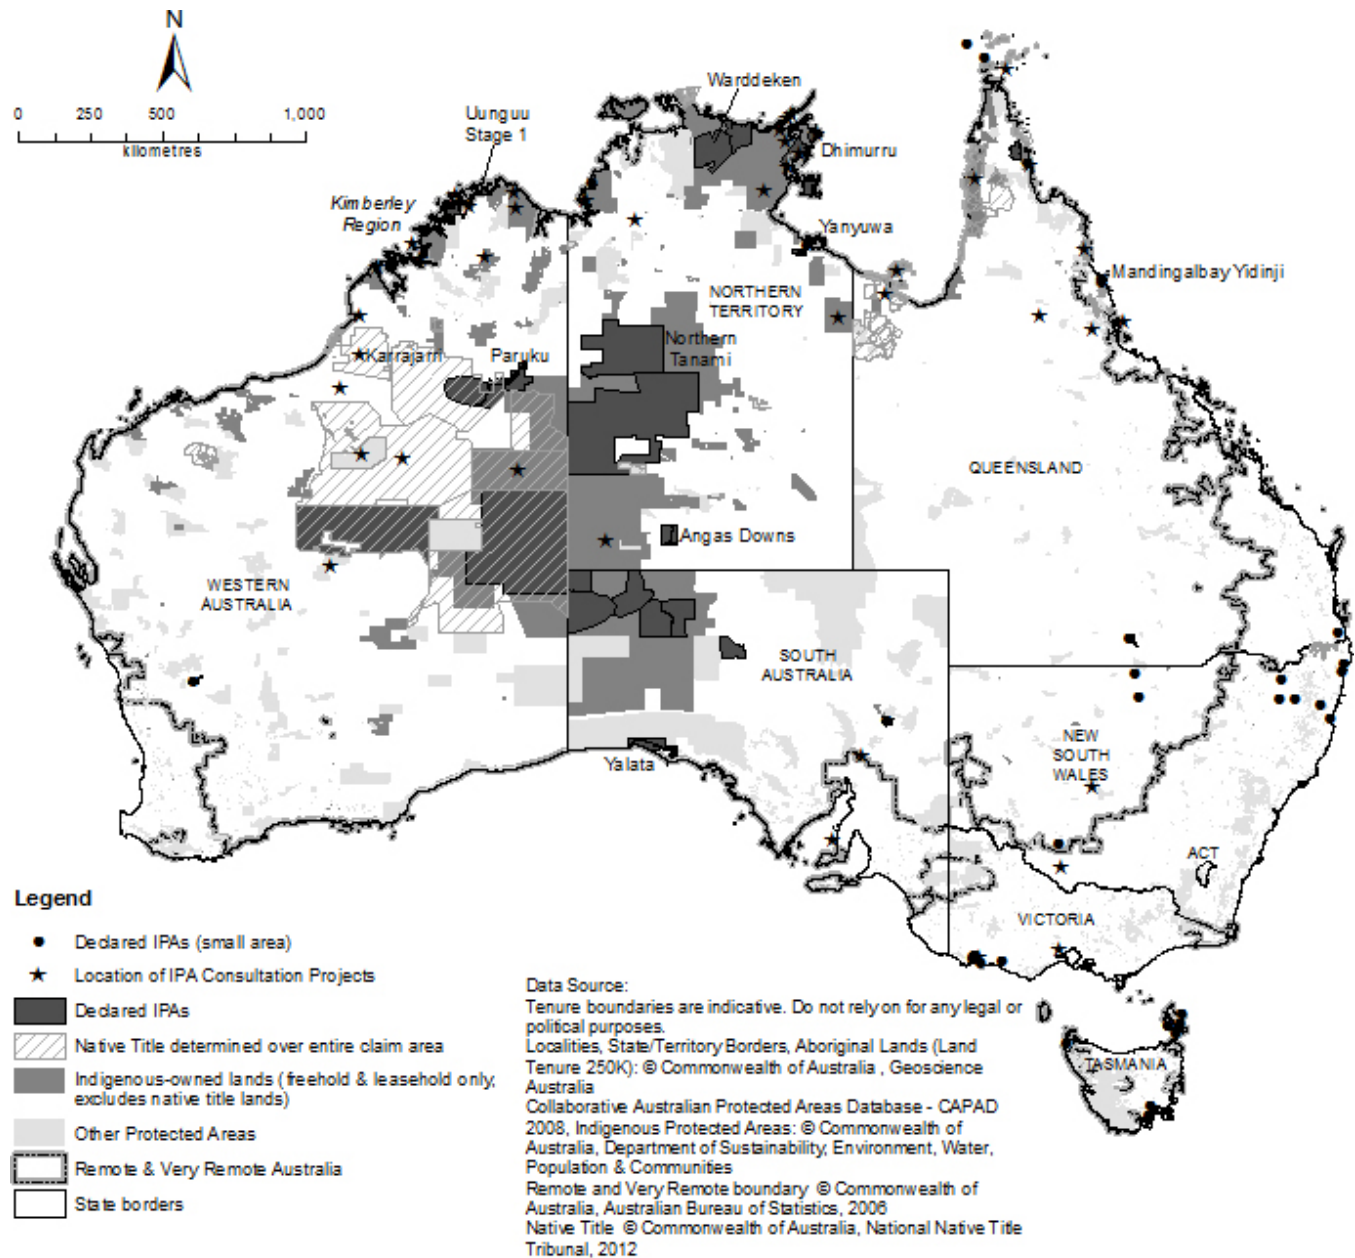 N
0 250 500 1,000
kilometres
Warddeken
Uunguu
Stage 1
Dhimurru
Kimberley
Region
Yanyuwa
Mandingalbay Yidinji
NORTHERN
TERRITORY
Northern
Tanami
Karrajarri
Paruku
QUEENSLAND
Angas Downs
WESTERN
AUSTRALIA
SOUTH
AUSTRALIA
NEW
SOUTH
WALES
Yalata
ACT
VICTORIA
TASMANIA
Legend
Declared IPAs (small area)
Location of IPA Consultation Projects
Declared IPAs
Native Title determined over entire claim area
Indigenous-owned lands (freehold & leasehold only;
excludes native title lands)
Other Protected Areas
Remote & Very Remote Australia
State borders
Data Source:
Tenure boundaries are indicative. Do not rely on for any legal or
political purposes.
Localities, State/Territory Borders, Aboriginal Lands (Land
Tenure 250K): © Commonwealth of Australia , Geoscience
Australia
Collaborative Australian Protected Areas Database - CAPAD
2008, Indigenous Protected Areas: © Commonwealth of
Australia, Department of Sustainability, Environment, Water,
Population & Communities
Remote and Very Remote boundary © Commonwealth of
Australia, Australian Bureau of Statistics, 2006
Native Title © Commonwealth of Australia, National Native Title
Tribunal, 2012